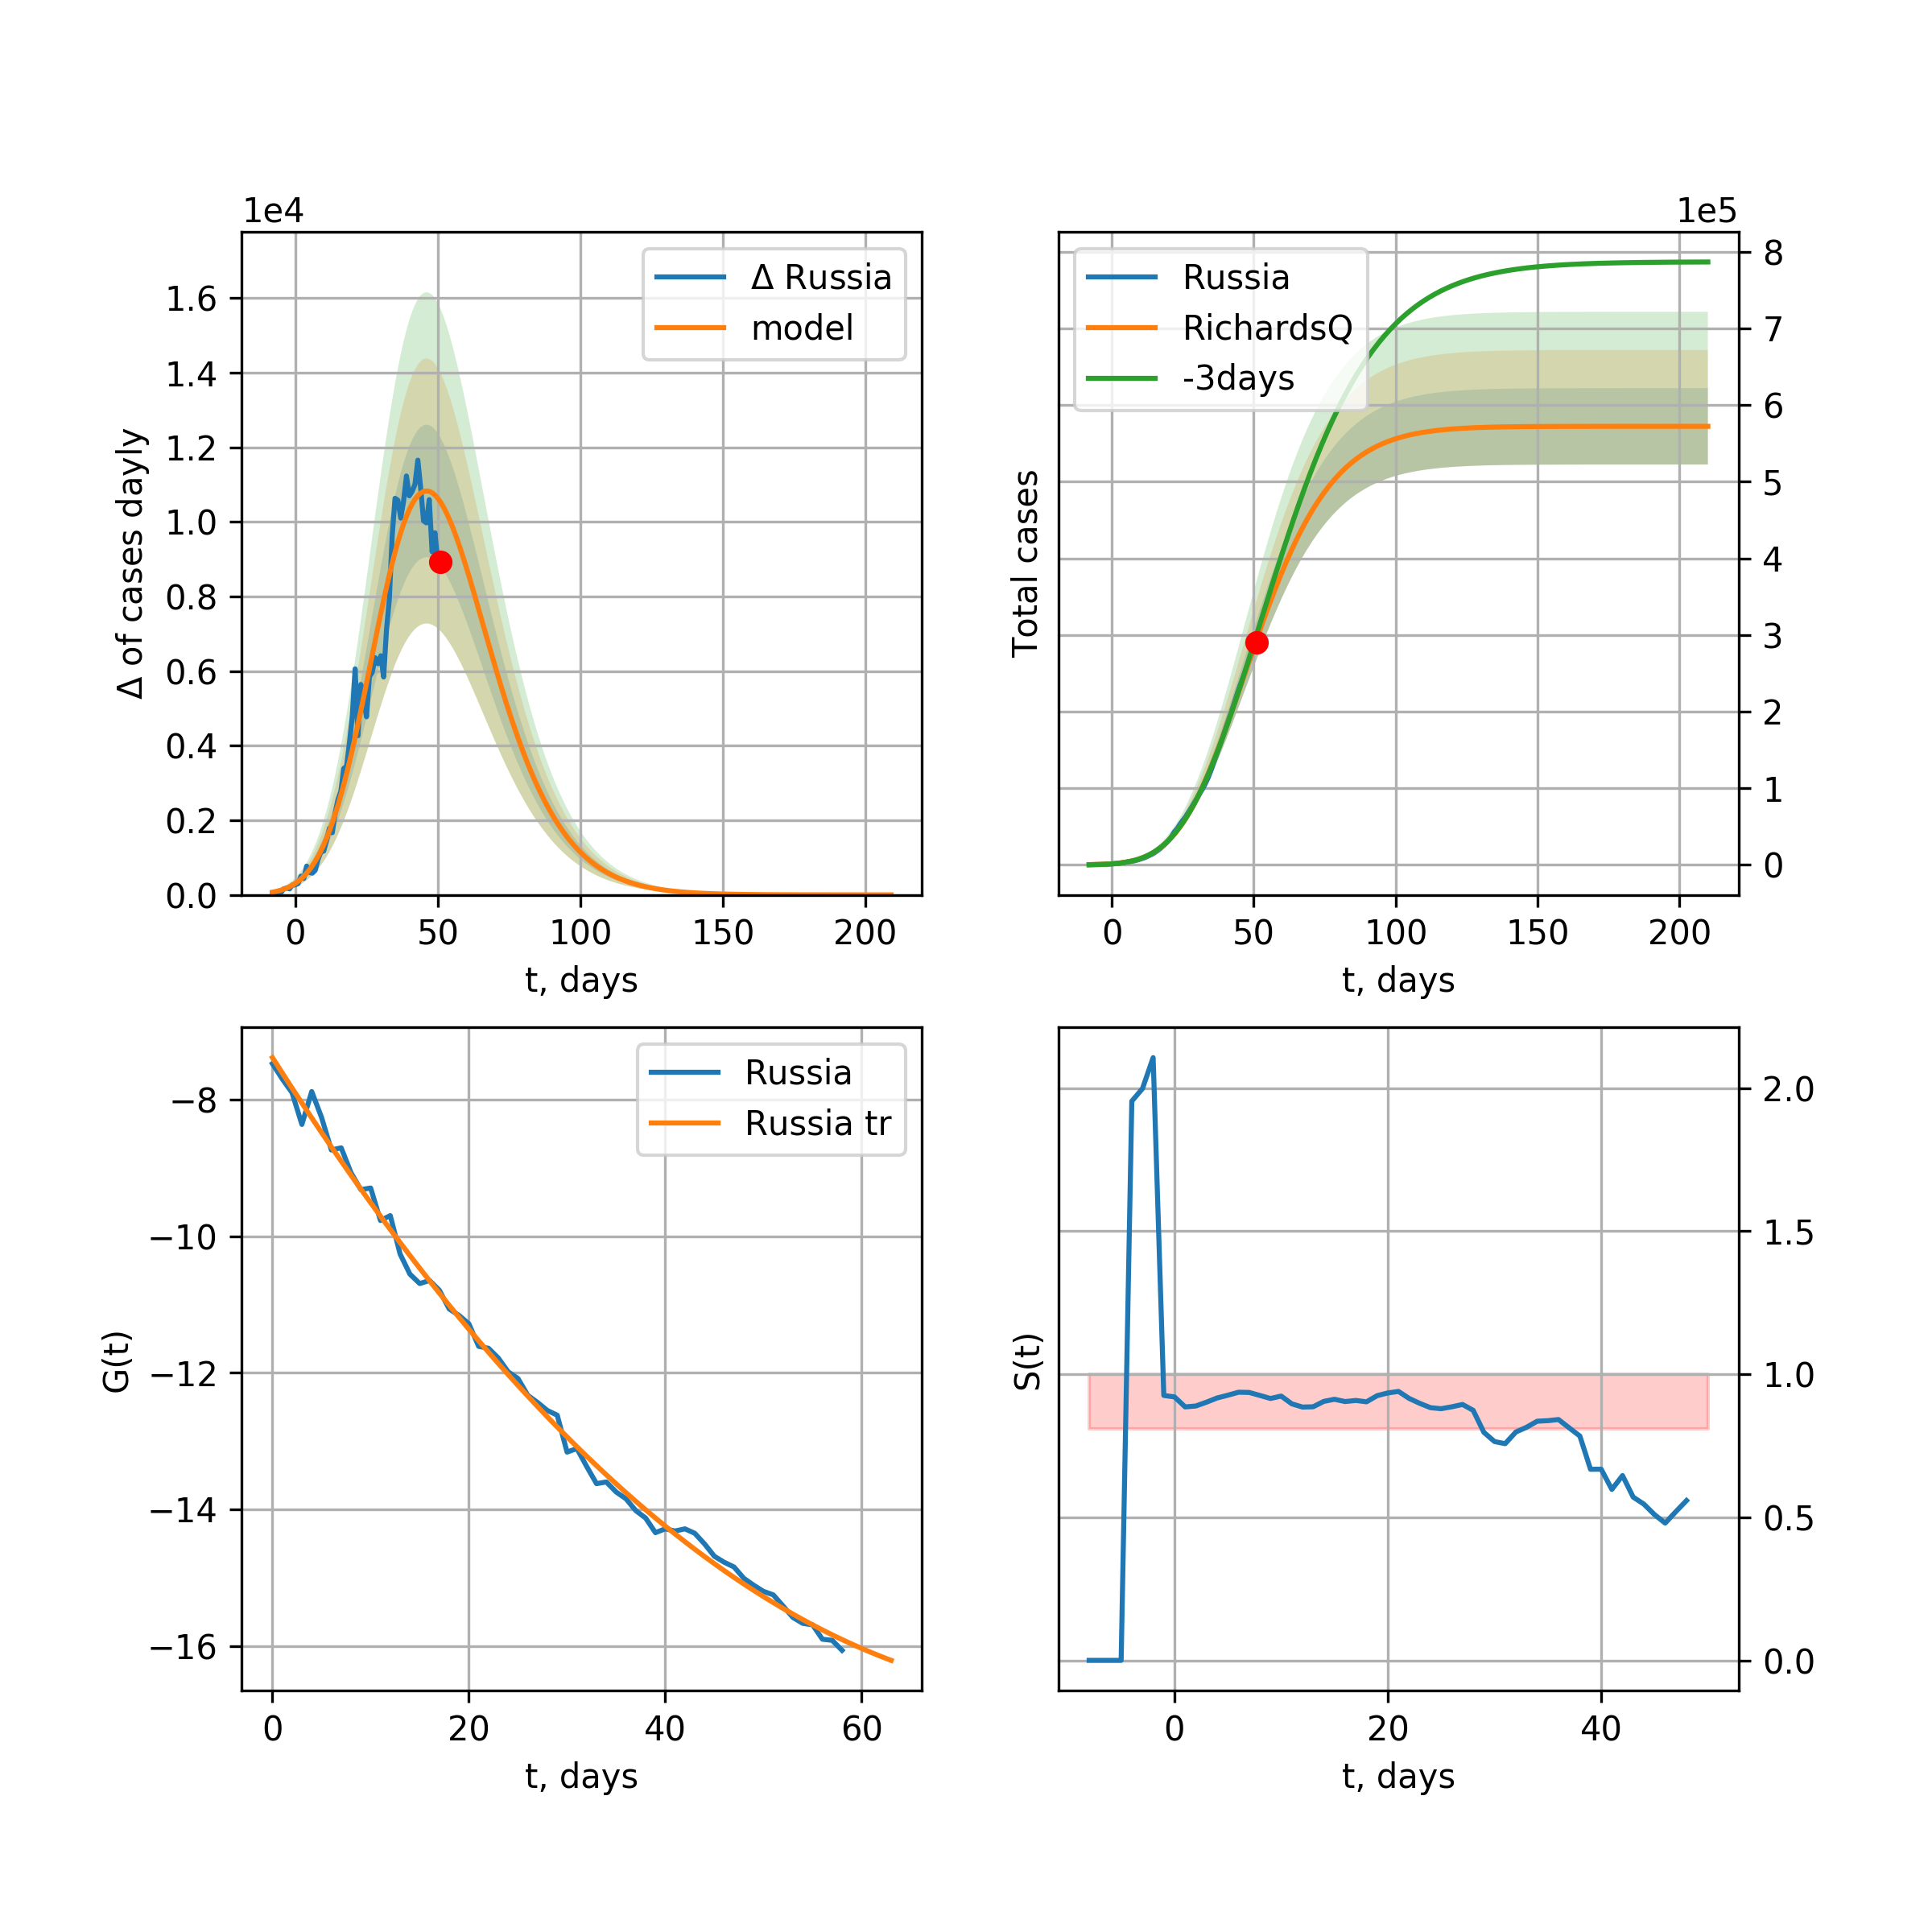 1e4
Δ of cases dayly
1.6
1.4
1.2
1.0
0.8
0.6
0.4
0.2
0.0
0 50 100 150 200
t, days
Δ Russia
model
1e5
Total cases
8
7
6
5
4
3
2
1
0
0 50 100 150 200
t, days
Russia
RichardsQ
-3days
G(t)
−8
−10
−12
−14
−16
0 20 40 60
t, days
Russia
Russia tr
S(t)
2.0
1.5
1.0
0.5
0.0
0 20 40
t, days